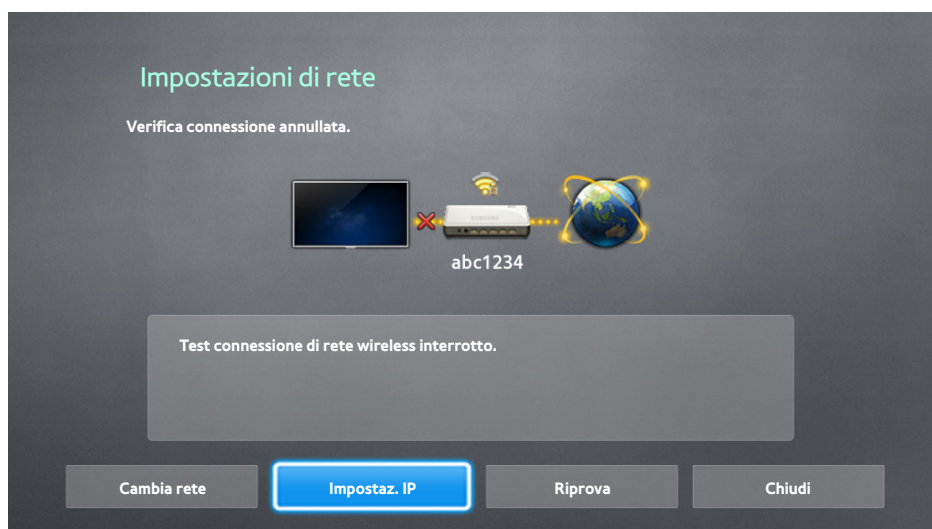 Impostazioni di rete
Verifica connessione annullata.
SAMSUNG
abc1234
Test connessione di rete wireless interrotto.
Cambia rete
Impostaz. IP
Riprova
Chiudi